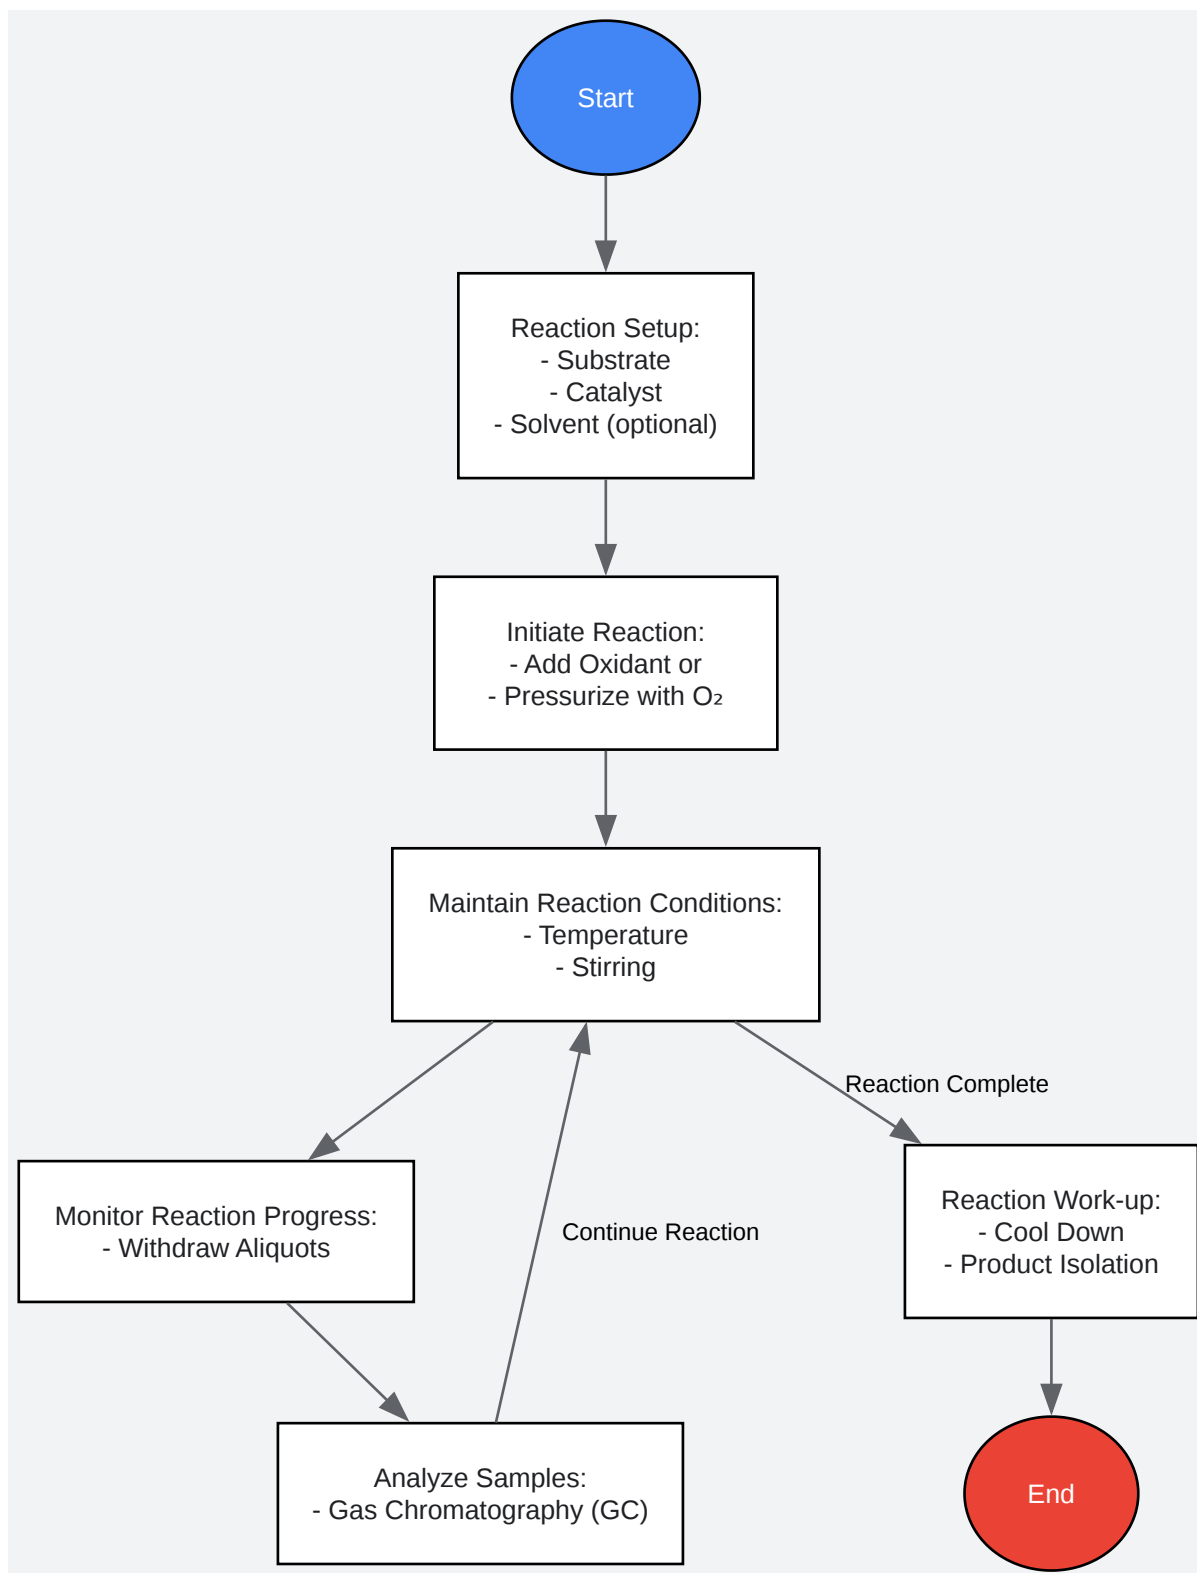 Start
Reaction Setup:
- Substrate
- Catalyst
- Solvent (optional)
Initiate Reaction:
- Add Oxidant or
- Pressurize with O₂
Maintain Reaction Conditions:
- Temperature
- Stirring
Reaction Complete
Monitor Reaction Progress:
- Withdraw Aliquots
Continue Reaction
Reaction Work-up:
- Cool Down
- Product Isolation
Analyze Samples:
- Gas Chromatography (GC)
End